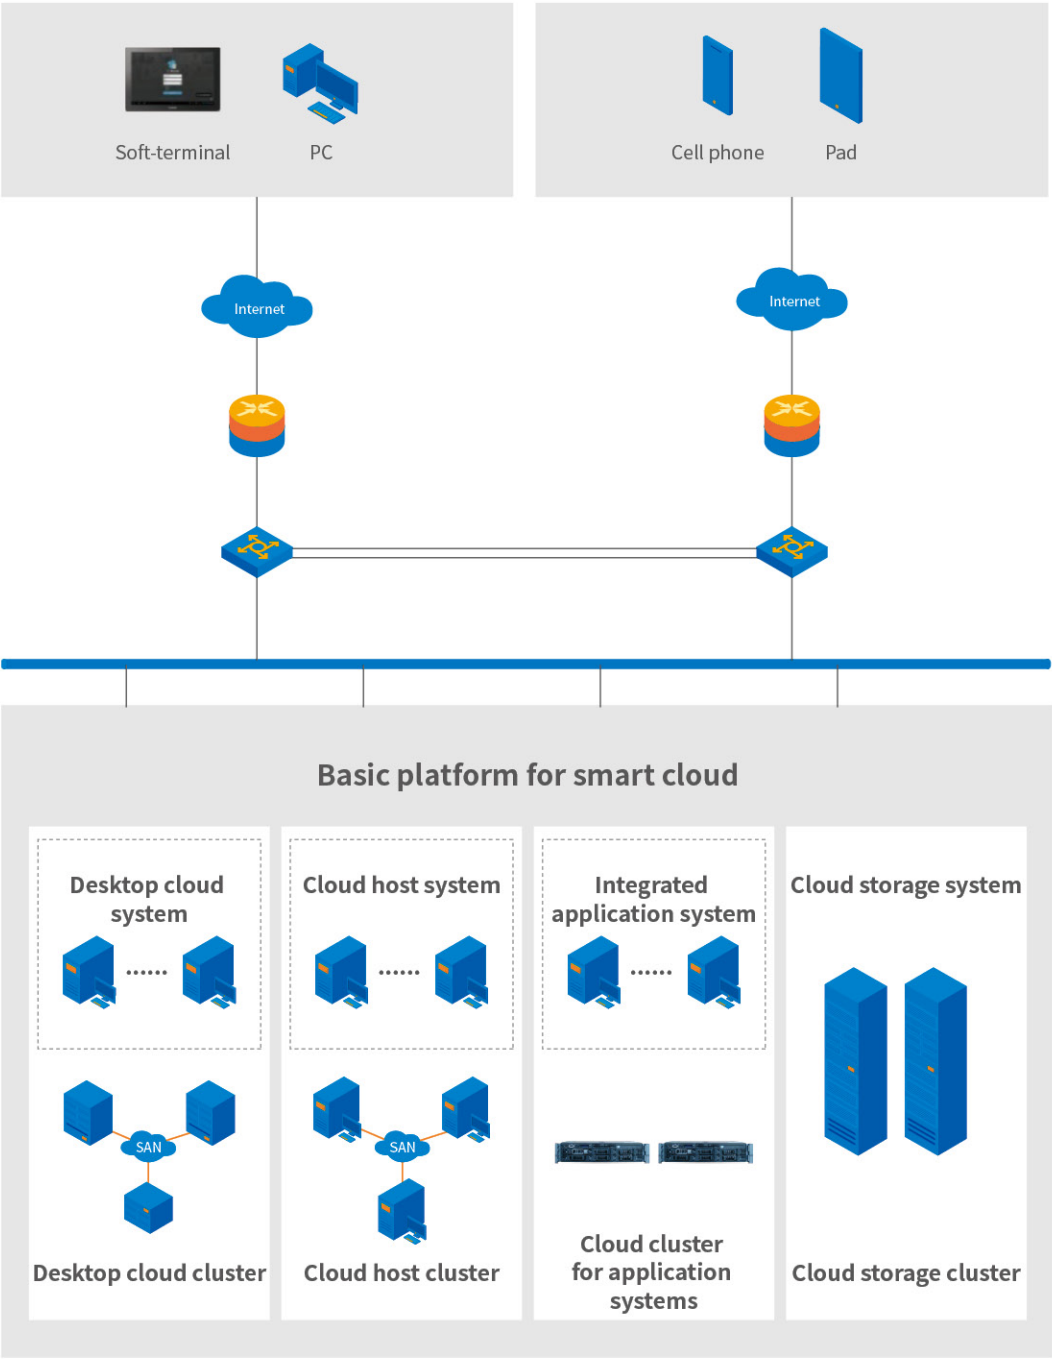 Soft-terminal
PC
Cell phone
Pad
Internet
Internet
Basic platform for smart cloud
Desktop cloud
system
Cloud host system
Integrated
application system
Cloud storage system
SAN
SAN
Desktop cloud cluster
Cloud host cluster
Cloud cluster
for application
systems
Cloud storage cluster